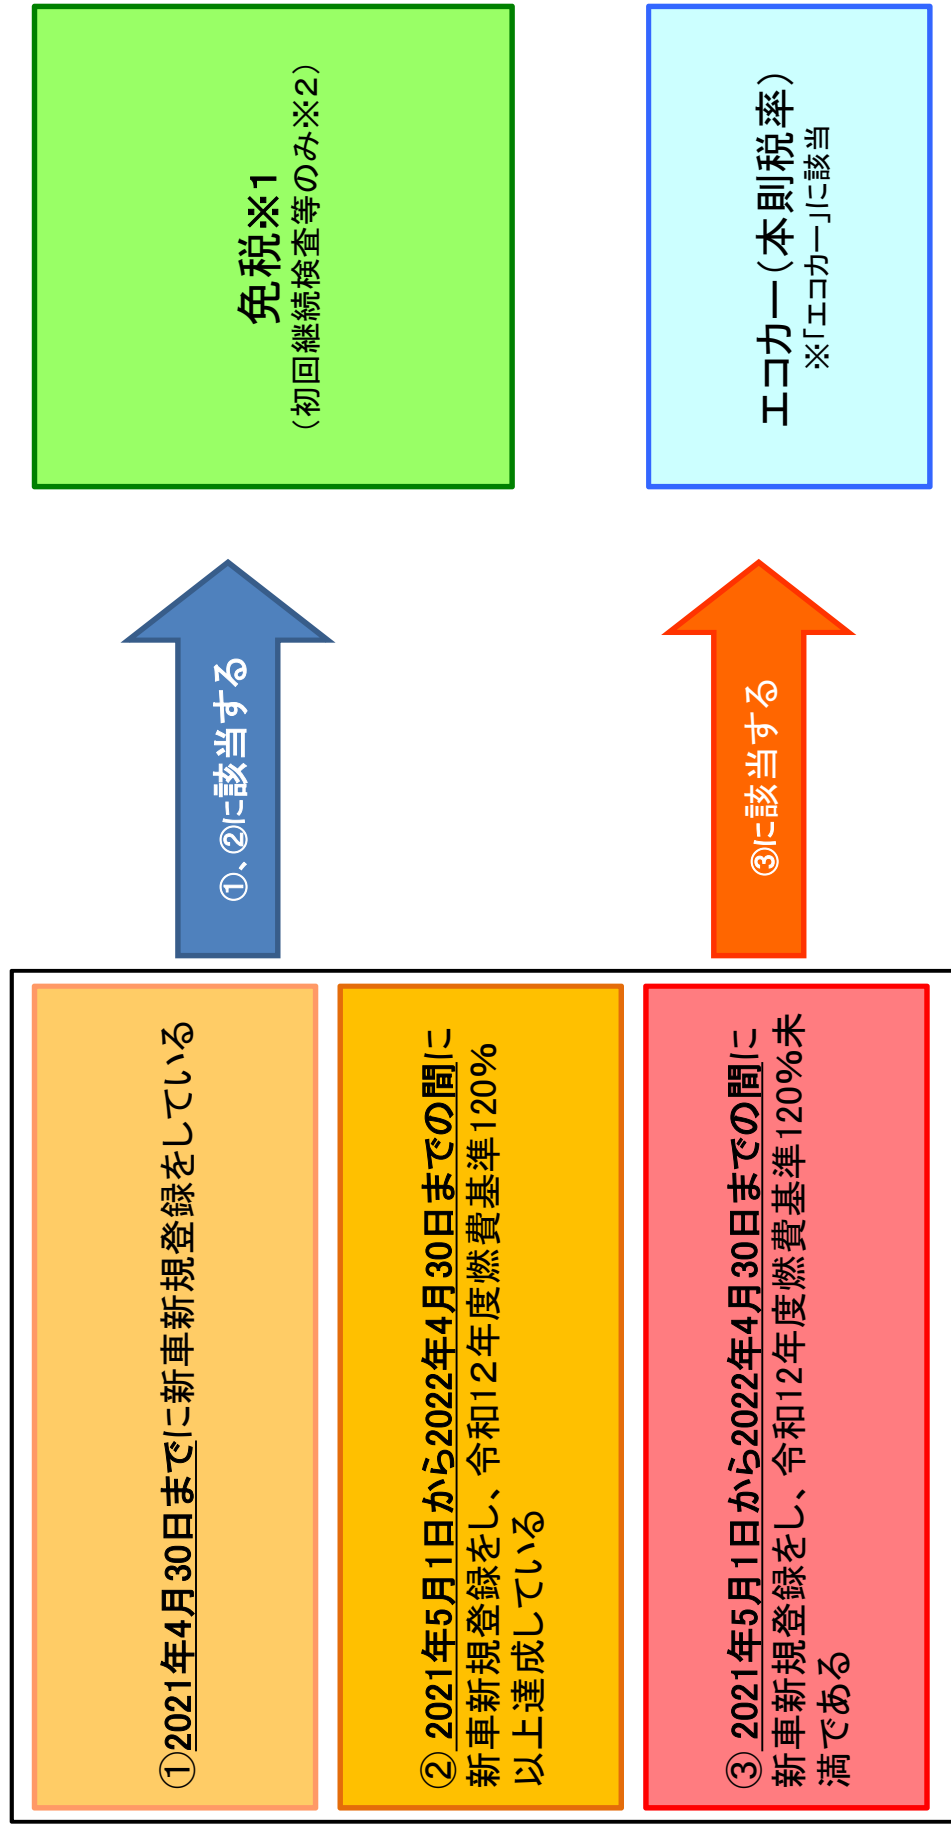 ①2021年4月30日までに新車新規登録をしている
② 2021年5月1日から2022年4月30日までの間に
新車新規登録をし、令和12年度燃費基準120%
以上達成している
③ 2021年5月1日から2022年4月30日までの間に
新車新規登録をし、令和12年度燃費基準120%未
満である
①、②に該当する
③に該当する
免税※1
(初回継続検査等のみ※2)
エコカー(本則税率)
※「エコカー」に該当